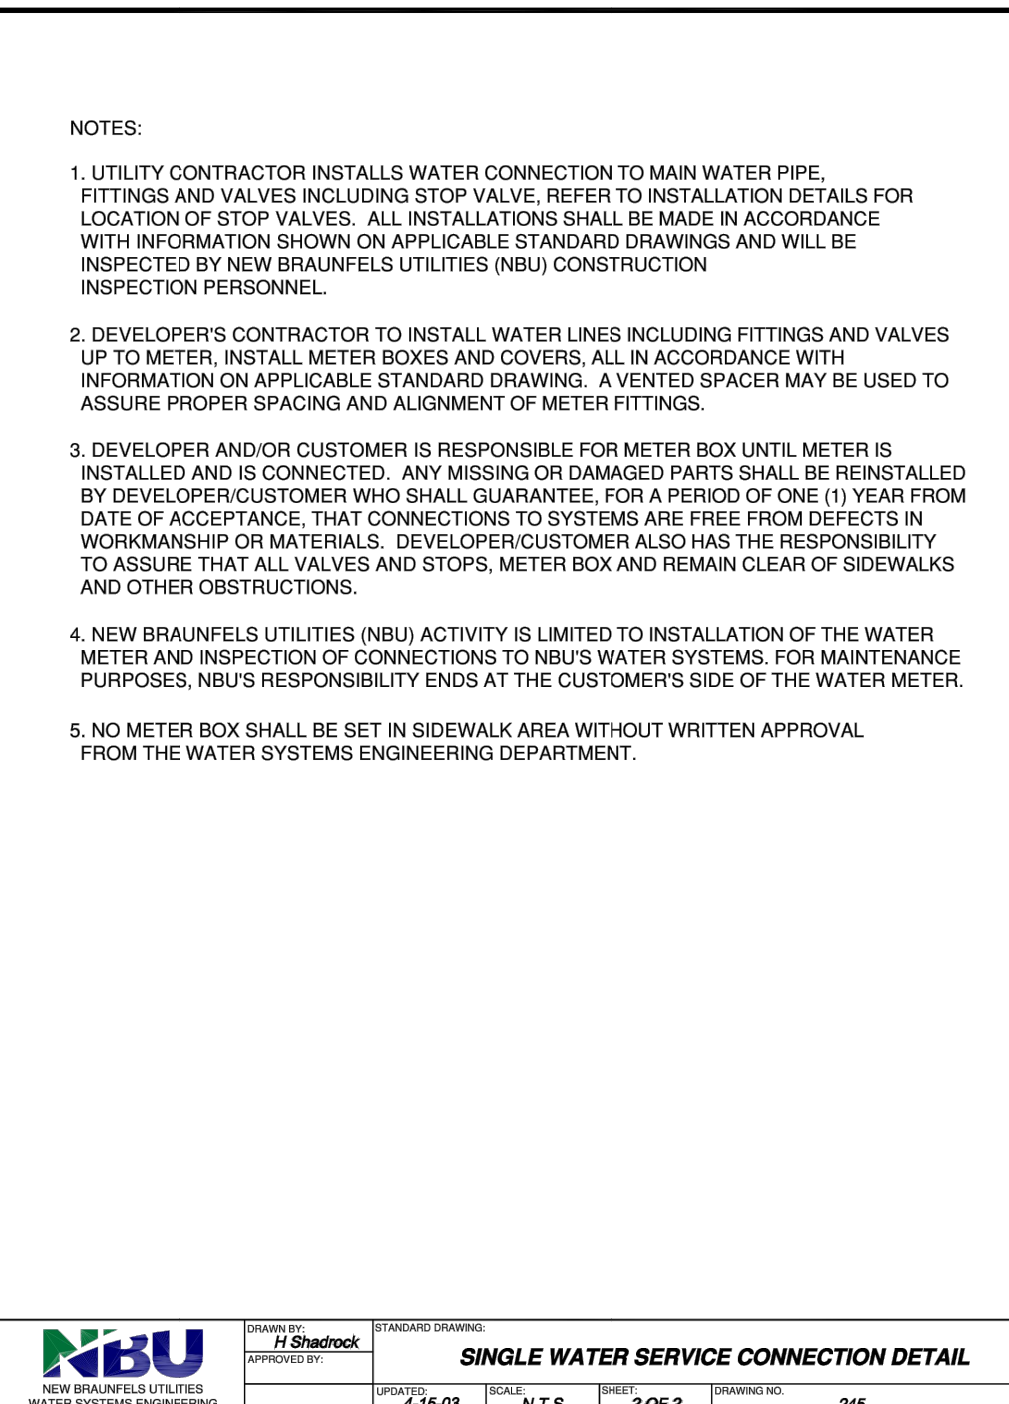 NOTES:
1. UTILITY CONTRACTOR INSTALLS WATER CONNECTION TO MAIN WATER PIPE,
FITTINGS AND VALVES INCLUDING STOP VALVE, REFER TO INSTALLATION DETAILS FOR
LOCATION OF STOP VALVES. ALL INSTALLATIONS SHALL BE MADE IN ACCORDANCE
WITH INFORMATION SHOWN ON APPLICABLE STANDARD DRAWINGS AND WILL BE
INSPECTED BY NEW BRAUNFELS UTILITIES (NBU) CONSTRUCTION
INSPECTION PERSONNEL.
2. DEVELOPER'S CONTRACTOR TO INSTALL WATER LINES INCLUDING FITTINGS AND VALVES
UP TO METER, INSTALL METER BOXES AND COVERS, ALL IN ACCORDANCE WITH
INFORMATION ON APPLICABLE STANDARD DRAWING. A VENTED SPACER MAY BE USED TO
ASSURE PROPER SPACING AND ALIGNMENT OF METER FITTINGS.
3. DEVELOPER AND/OR CUSTOMER IS RESPONSIBLE FOR METER BOX UNTIL METER IS
INSTALLED AND IS CONNECTED. ANY MISSING OR DAMAGED PARTS SHALL BE REINSTALLED
BY DEVELOPER/CUSTOMER WHO SHALL GUARANTEE, FOR A PERIOD OF ONE (1) YEAR FROM
DATE OF ACCEPTANCE, THAT CONNECTIONS TO SYSTEMS ARE FREE FROM DEFECTS IN
WORKMANSHIP OR MATERIALS. DEVELOPER/CUSTOMER ALSO HAS THE RESPONSIBILITY
TO ASSURE THAT ALL VALVES AND STOPS, METER BOX AND REMAIN CLEAR OF SIDEWALKS
AND OTHER OBSTRUCTIONS.
4. NEW BRAUNFELS UTILITIES (NBU) ACTIVITY IS LIMITED TO INSTALLATION OF THE WATER
METER AND INSPECTION OF CONNECTIONS TO NBU'S WATER SYSTEMS. FOR MAINTENANCE
PURPOSES, NBU'S RESPONSIBILITY ENDS AT THE CUSTOMER'S SIDE OF THE WATER METER.
5. NO METER BOX SHALL BE SET IN SIDEWALK AREA WITHOUT WRITTEN APPROVAL
FROM THE WATER SYSTEMS ENGINEERING DEPARTMENT.
NBU
NEW BRAUNFELS UTILITIES
WATER SYSTEMS ENGINEERING
DRAWN BY:
H Shadrock
APPROVED BY:
STANDARD DRAWING:
SINGLE WATER SERVICE CONNECTION DETAIL
UPDATED:
4-15-03
SCALE:
N.T.S.
SHEET:
2 OF 2
DRAWING NO.
245